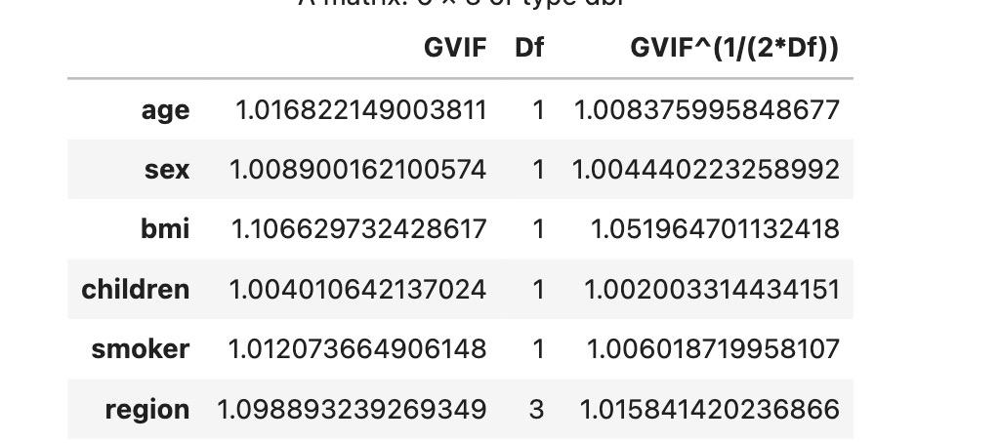 A matrix: 6 × 3 of type dbl
GVIF Df GVIF^(1/(2*Df))
age 1.016822149003811 1 1.008375995848677
sex 1.008900162100574 1 1.004440223258992
bmi 1.106629732428617 1 1.051964701132418
children 1.004010642137024 1 1.002003314434151
smoker 1.012073664906148 1 1.006018719958107
region 1.098893239269349 3 1.015841420236866